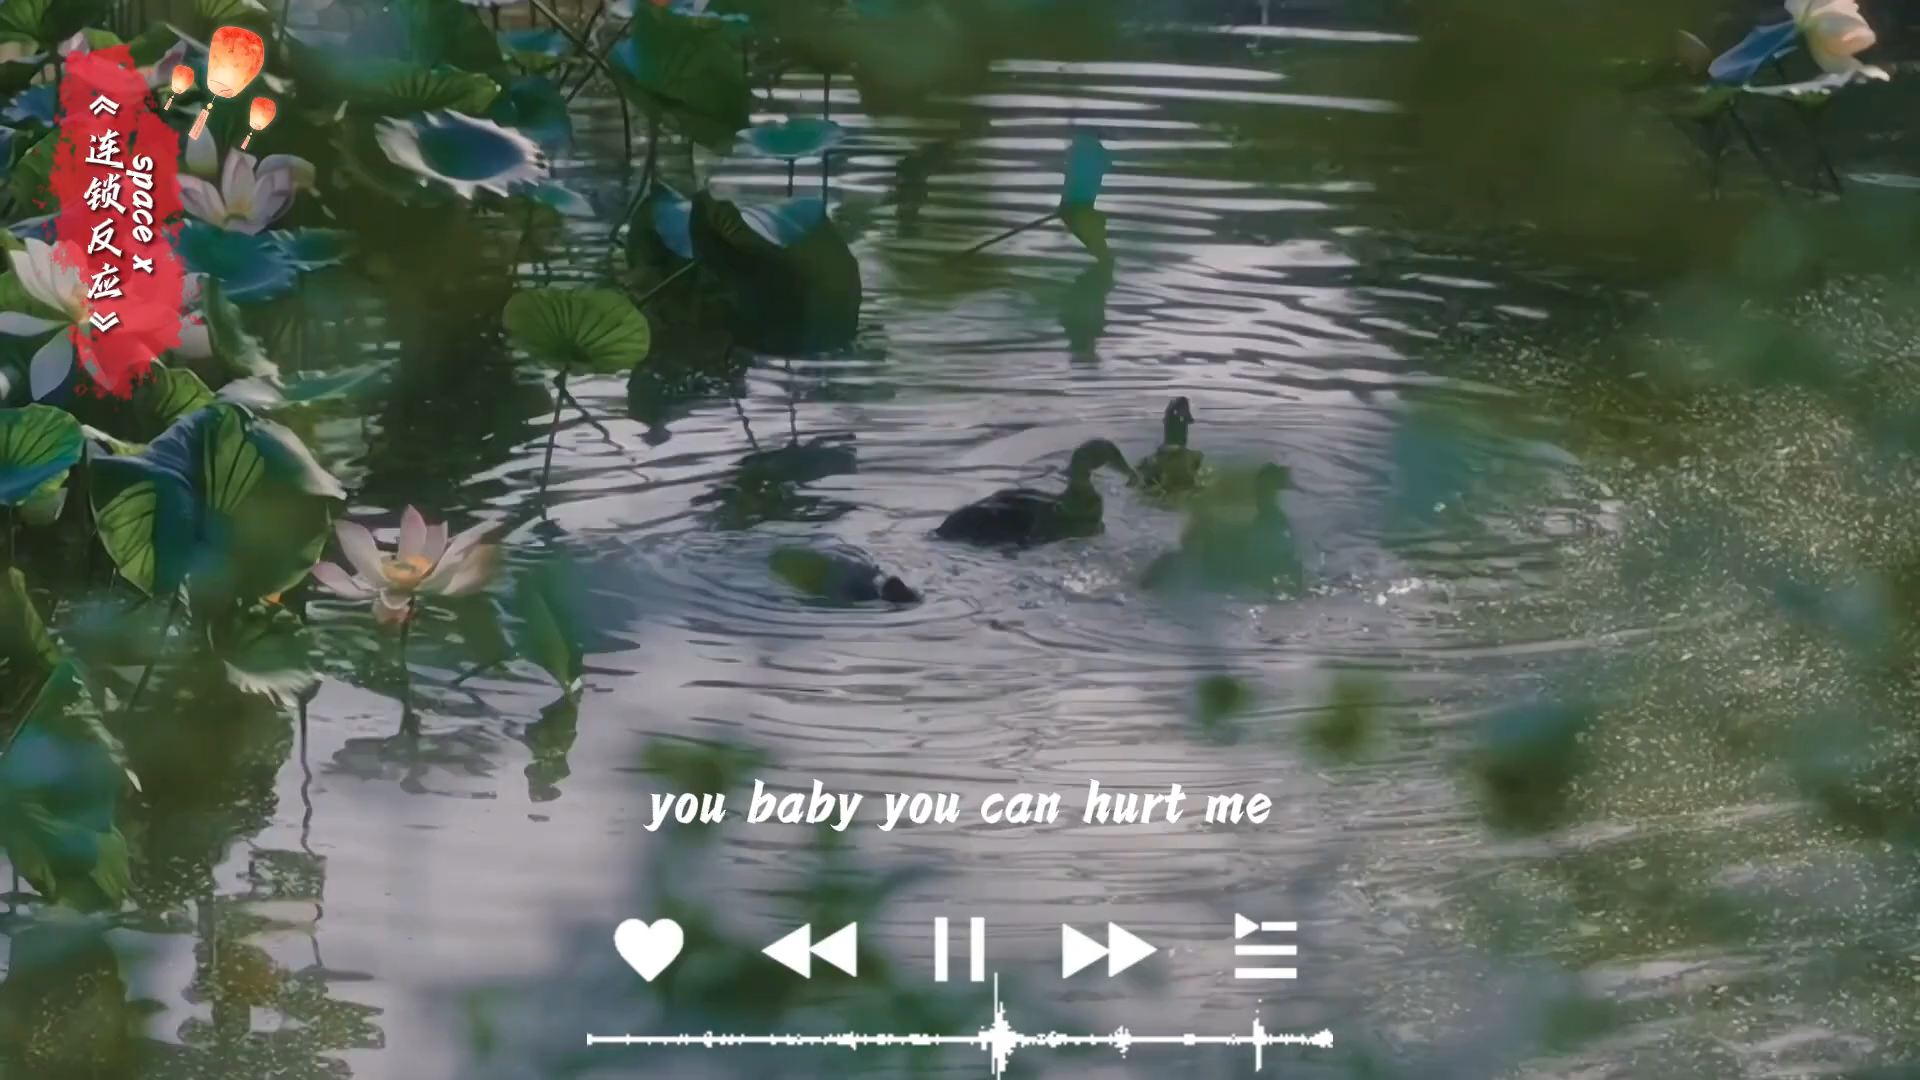 《连锁反应》
space x
you baby you can hurt me